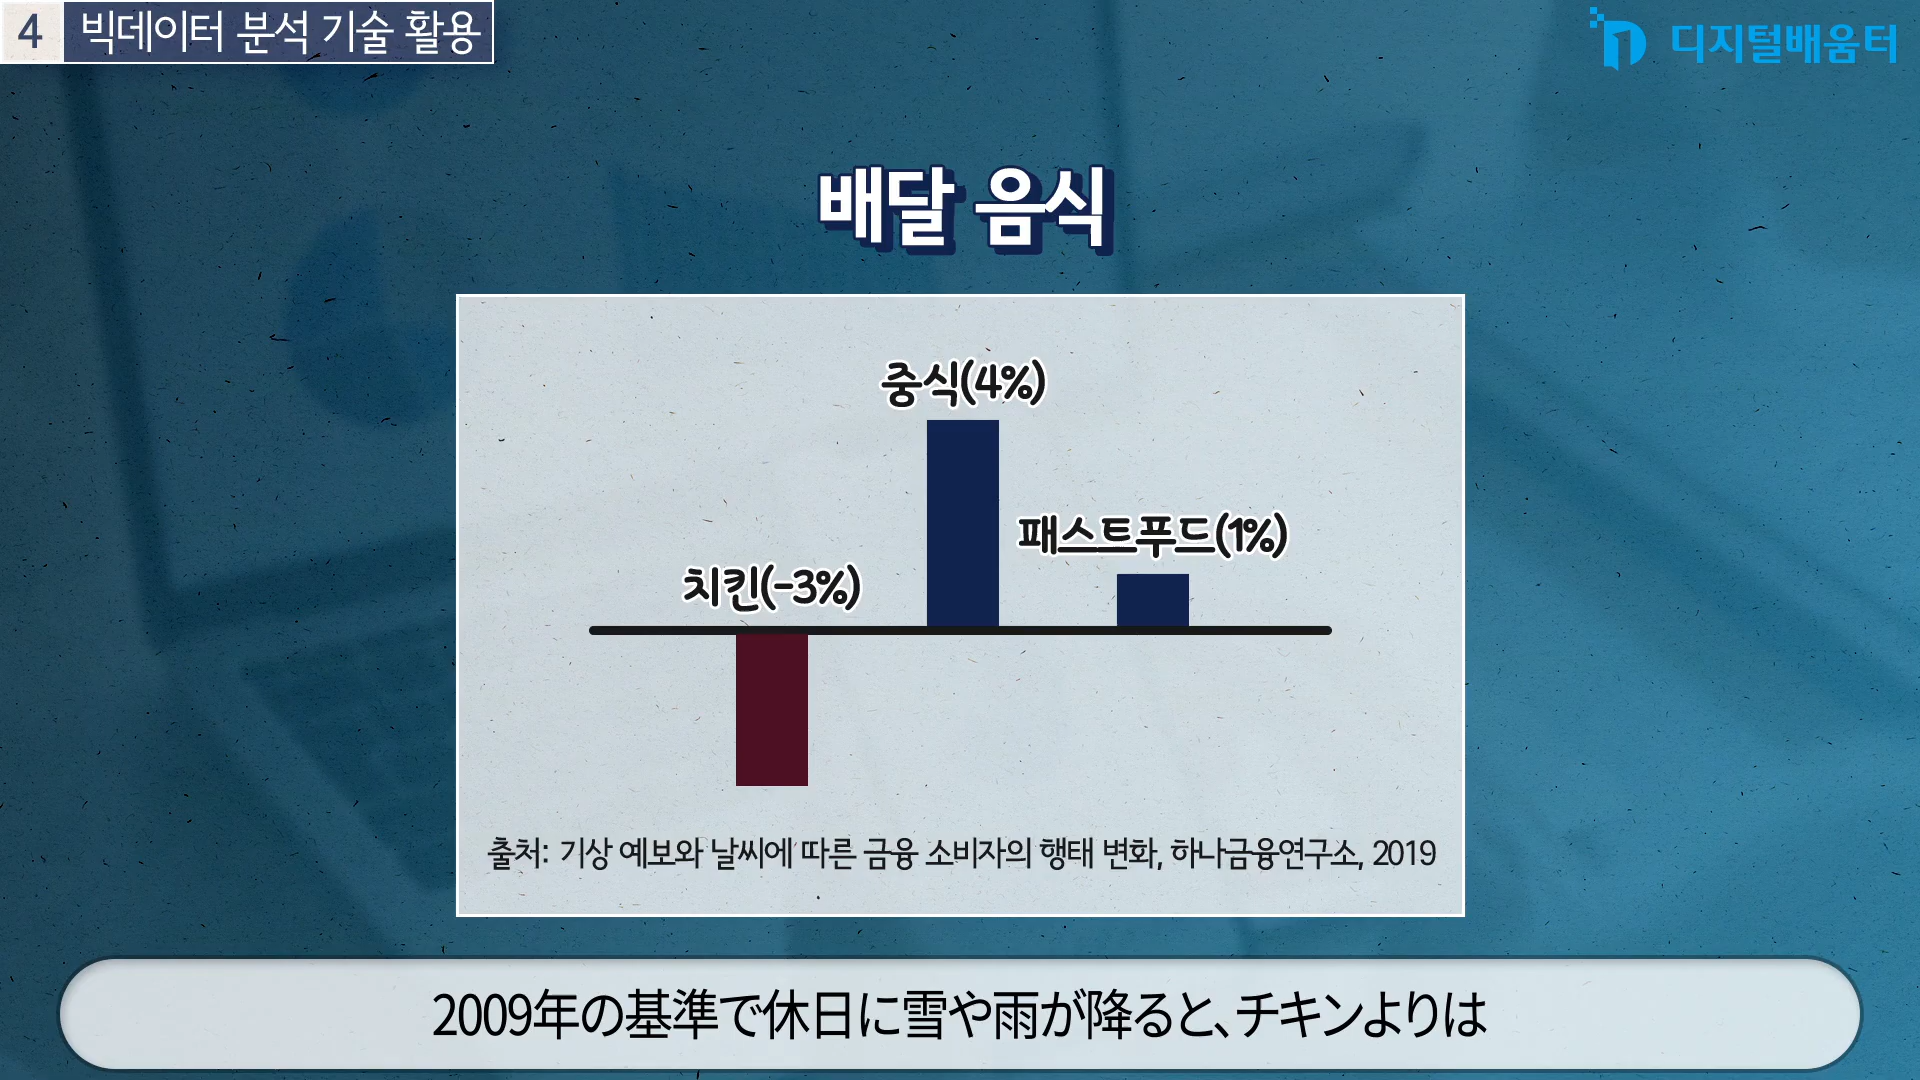 4 빅데이터 분석 기술 활용
디지털배움터
배달 음식
중식(4%)
패스트푸드(1%)
치킨(-3%)
출처: 기상 예보와 날씨에 따른 금융 소비자의 행태 변화, 하나금융연구소, 2019
2009年の基準で休日に雪や雨が降ると、チキンよりは